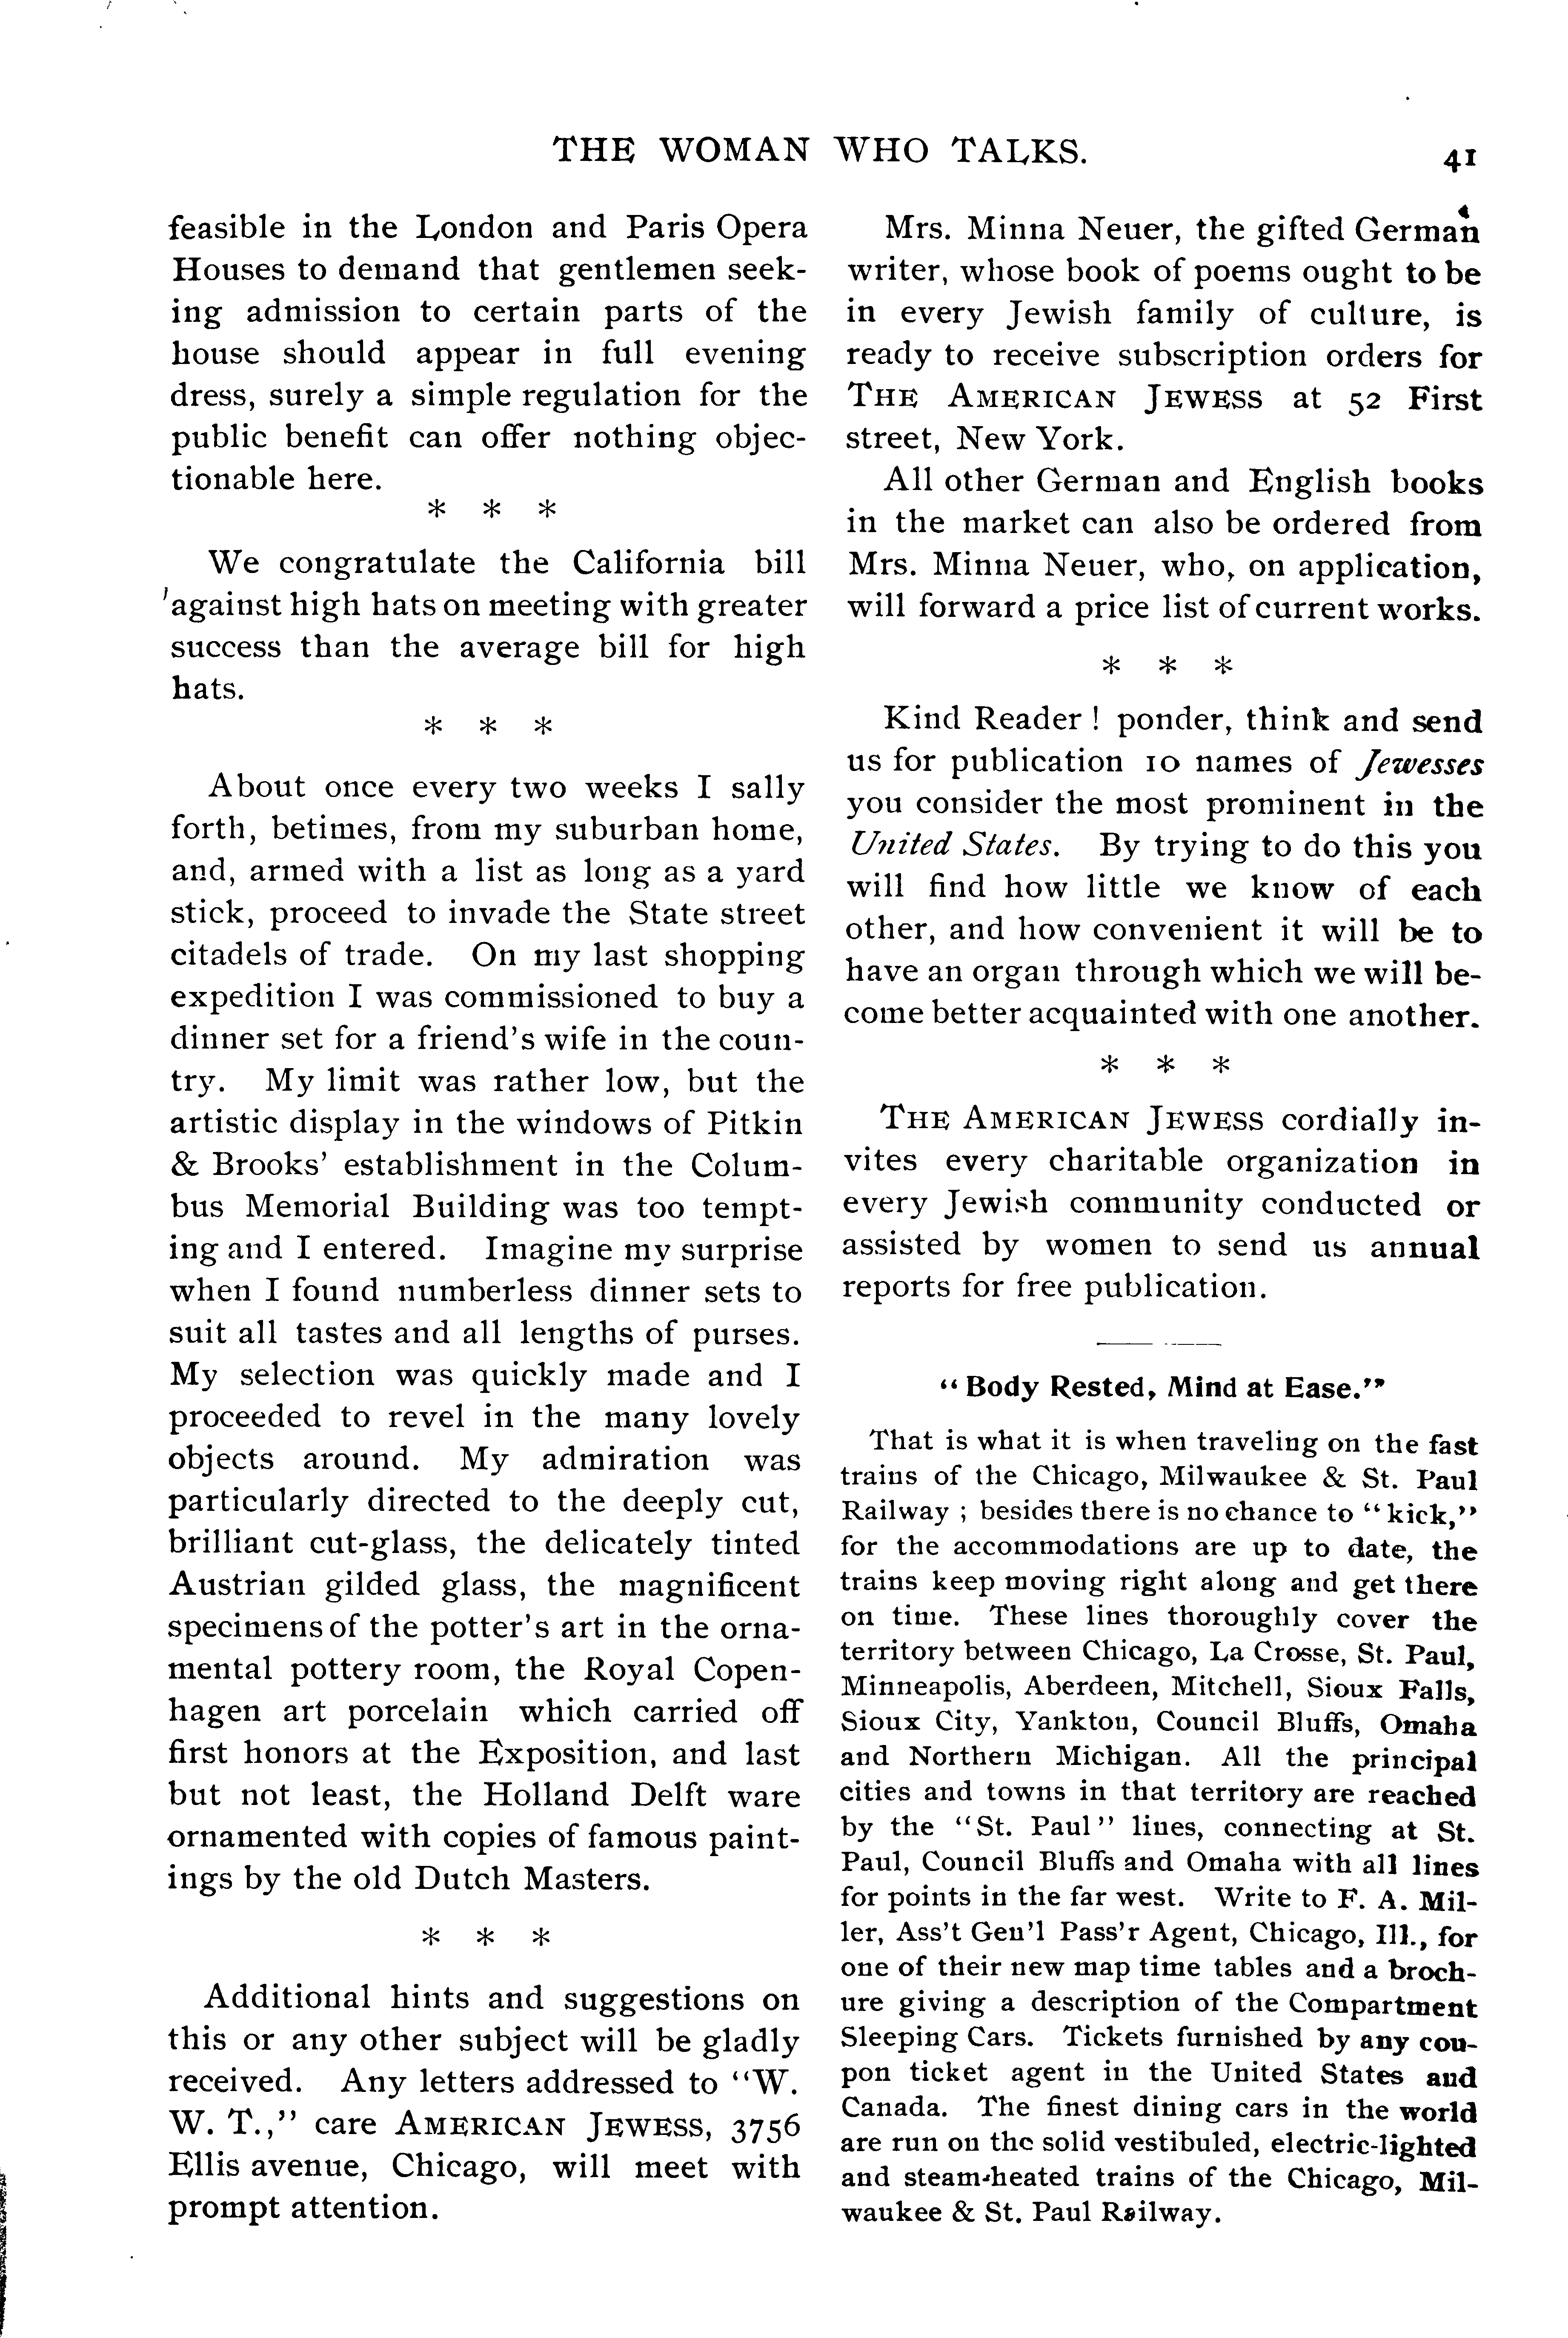 THE WOMAN WHO TALKS.
41
feasible in the London and Paris Opera
Houses to demand that gentlemen seek-
ing admission to certain parts of the
house should appear in full evening
dress, surely a simple regulation for the
public benefit can offer nothing objec-
tionable here.
* * *
We congratulate the California bill
against high hats on meeting with greater
success than the average bill for high
hats.
* * *
About once every two weeks I sally
forth, betimes, from my suburban home,
and, armed with a list as long as a yard
stick, proceed to invade the State street
citadels of trade. On my last shopping
expedition I was commissioned to buy a
dinner set for a friend's wife in the coun-
try. My limit was rather low, but the
artistic display in the windows of Pitkin
& Brooks' establishment in the Colum-
bus Memorial Building was too tempt-
ing and I entered. Imagine my surprise
when I found numberless dinner sets to
suit all tastes and all lengths of purses.
My selection was quickly made and I
proceeded to revel in the many lovely
objects around. My admiration was
particularly directed to the deeply cut,
brilliant cut-glass, the delicately tinted
Austrian gilded glass, the magnificent
specimens of the potter's art in the orna-
mental pottery room, the Royal Copen-
hagen art porcelain which carried off
first honors at the Exposition, and last
but not least, the Holland Delft ware
ornamented with copies of famous paint-
ings by the old Dutch Masters.
* * *
Additional hints and suggestions on
this or any other subject will be gladly
received. Any letters addressed to "W.
W. T.," care AMERICAN JEWESS, 3756
Ellis avenue, Chicago, will meet with
prompt attention.
Mrs. Minna Neuer, the gifted German
writer, whose book of poems ought to be
in every Jewish family of culture, is
ready to receive subscription orders for
THE AMERICAN JEWESS at 52 First
street, New York.
All other German and English books
in the market can also be ordered from
Mrs. Minna Neuer, who, on application,
will forward a price list of current works.
* * *
Kind Reader ! ponder, think and send
us for publication 10 names of Jewesses
you consider the most prominent in the
United States. By trying to do this you
will find how little we know of each
other, and how convenient it will be to
have an organ through which we will be-
come better acquainted with one another.
* * *
THE AMERICAN JEWESS cordially in-
vites every charitable organization in
every Jewish community conducted or
assisted by women to send us annual
reports for free publication.
"Body Rested, Mind at Ease."
That is what it is when traveling on the fast
trains of the Chicago, Milwaukee & St. Paul
Railway ; besides there is no chance to "kick,"
for the accommodations are up to date, the
trains keep moving right along and get there
on time. These lines thoroughly cover the
territory between Chicago, La Crosse, St. Paul,
Minneapolis, Aberdeen, Mitchell, Sioux Falls,
Sioux City, Yankton, Council Bluffs, Omaha
and Northern Michigan. All the principal
cities and towns in that territory are reached
by the "St. Paul" lines, connecting at St.
Paul, Council Bluffs and Omaha with all lines
for points in the far west. Write to F. A. Mil-
ler, Ass't Gen'l Pass'r Agent, Chicago, Ill., for
one of their new map time tables and a broch-
ure giving a description of the Compartment
Sleeping Cars. Tickets furnished by any cou-
pon ticket agent in the United States and
Canada. The finest dining cars in the world
are run on the solid vestibuled, electric-lighted
and steam-heated trains of the Chicago, Mil-
waukee & St. Paul Railway.